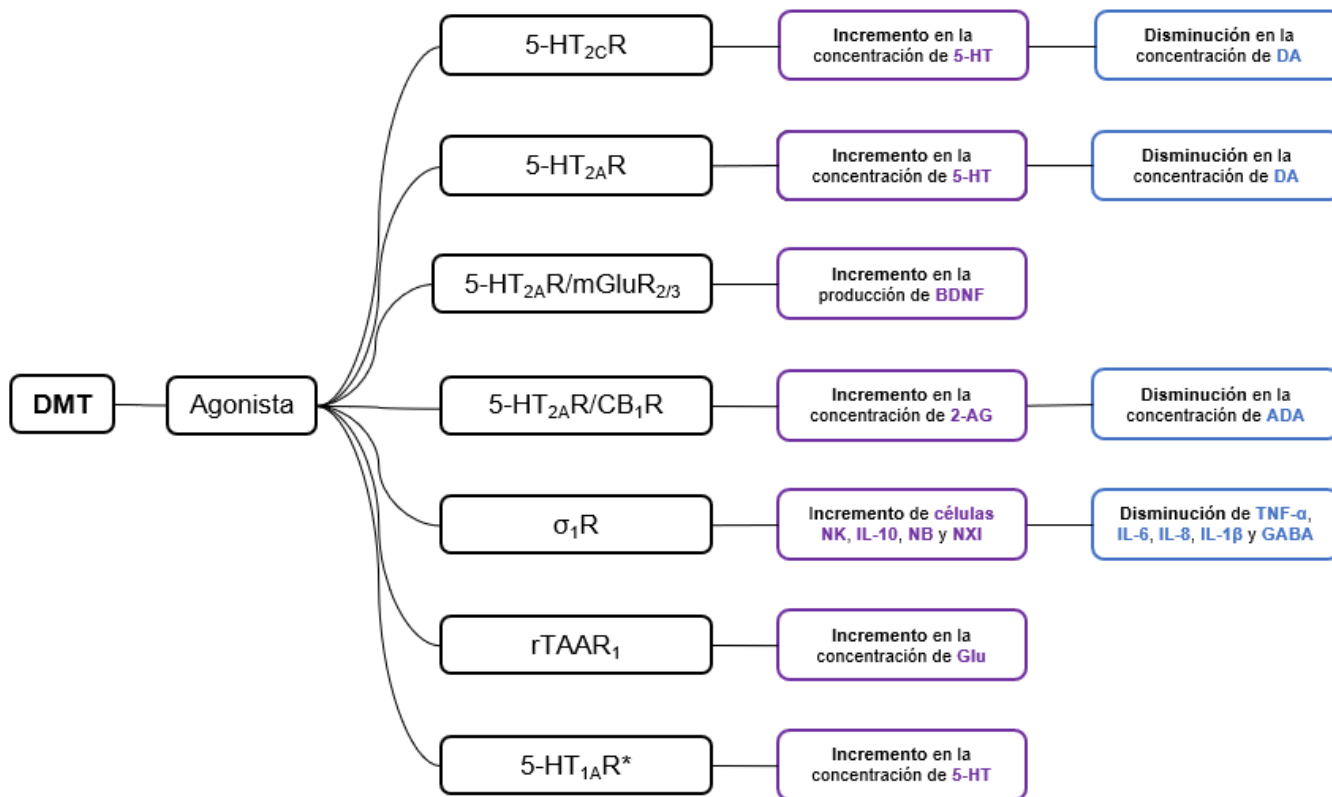 5-HT₂CR
Incremento en la
concentración de 5-HT
Disminución en la
concentración de DA
5-HT₂AR
Incremento en la
concentración de 5-HT
Disminución en la
concentración de DA
5-HT₂AR/mGluR₂/₃
Incremento en la
producción de BDNF
DMT
Agonista
5-HT₂AR/CB₁R
Incremento en la
concentración de 2-AG
Disminución en la
concentración de ADA
σ₁R
Incremento de células
NK, IL-10, NB y NXI
Disminución de TNF-α,
IL-6, IL-8, IL-1β y GABA
rTAAR₁
Incremento en la
concentración de Glu
5-HT₁AR*
Incremento en la
concentración de 5-HT